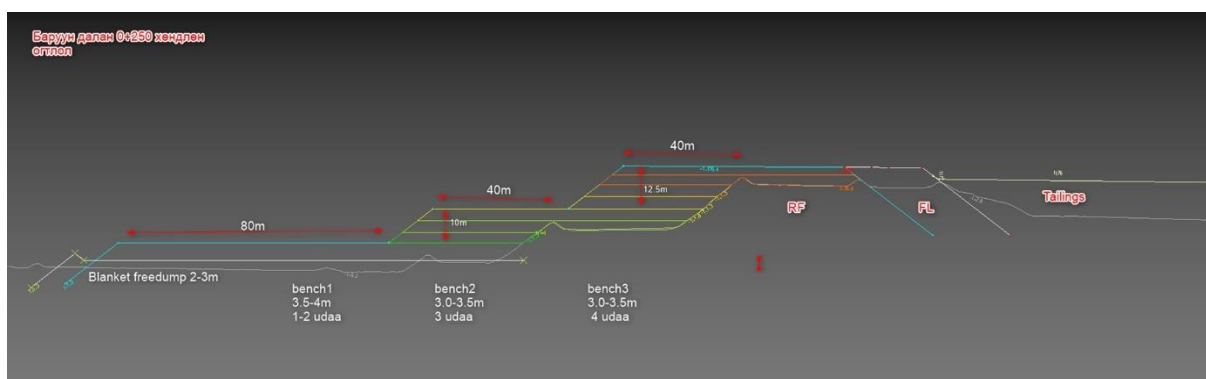 Баруун далан 0+250 хөндлөн
огтлол
40m
12.5m
RF
FL
Tailings
40m
10m
80m
Blanket freedump 2-3m
bench1
3.5-4m
1-2 udaa
bench2
3.0-3.5m
3 udaa
bench3
3.0-3.5m
4 udaa